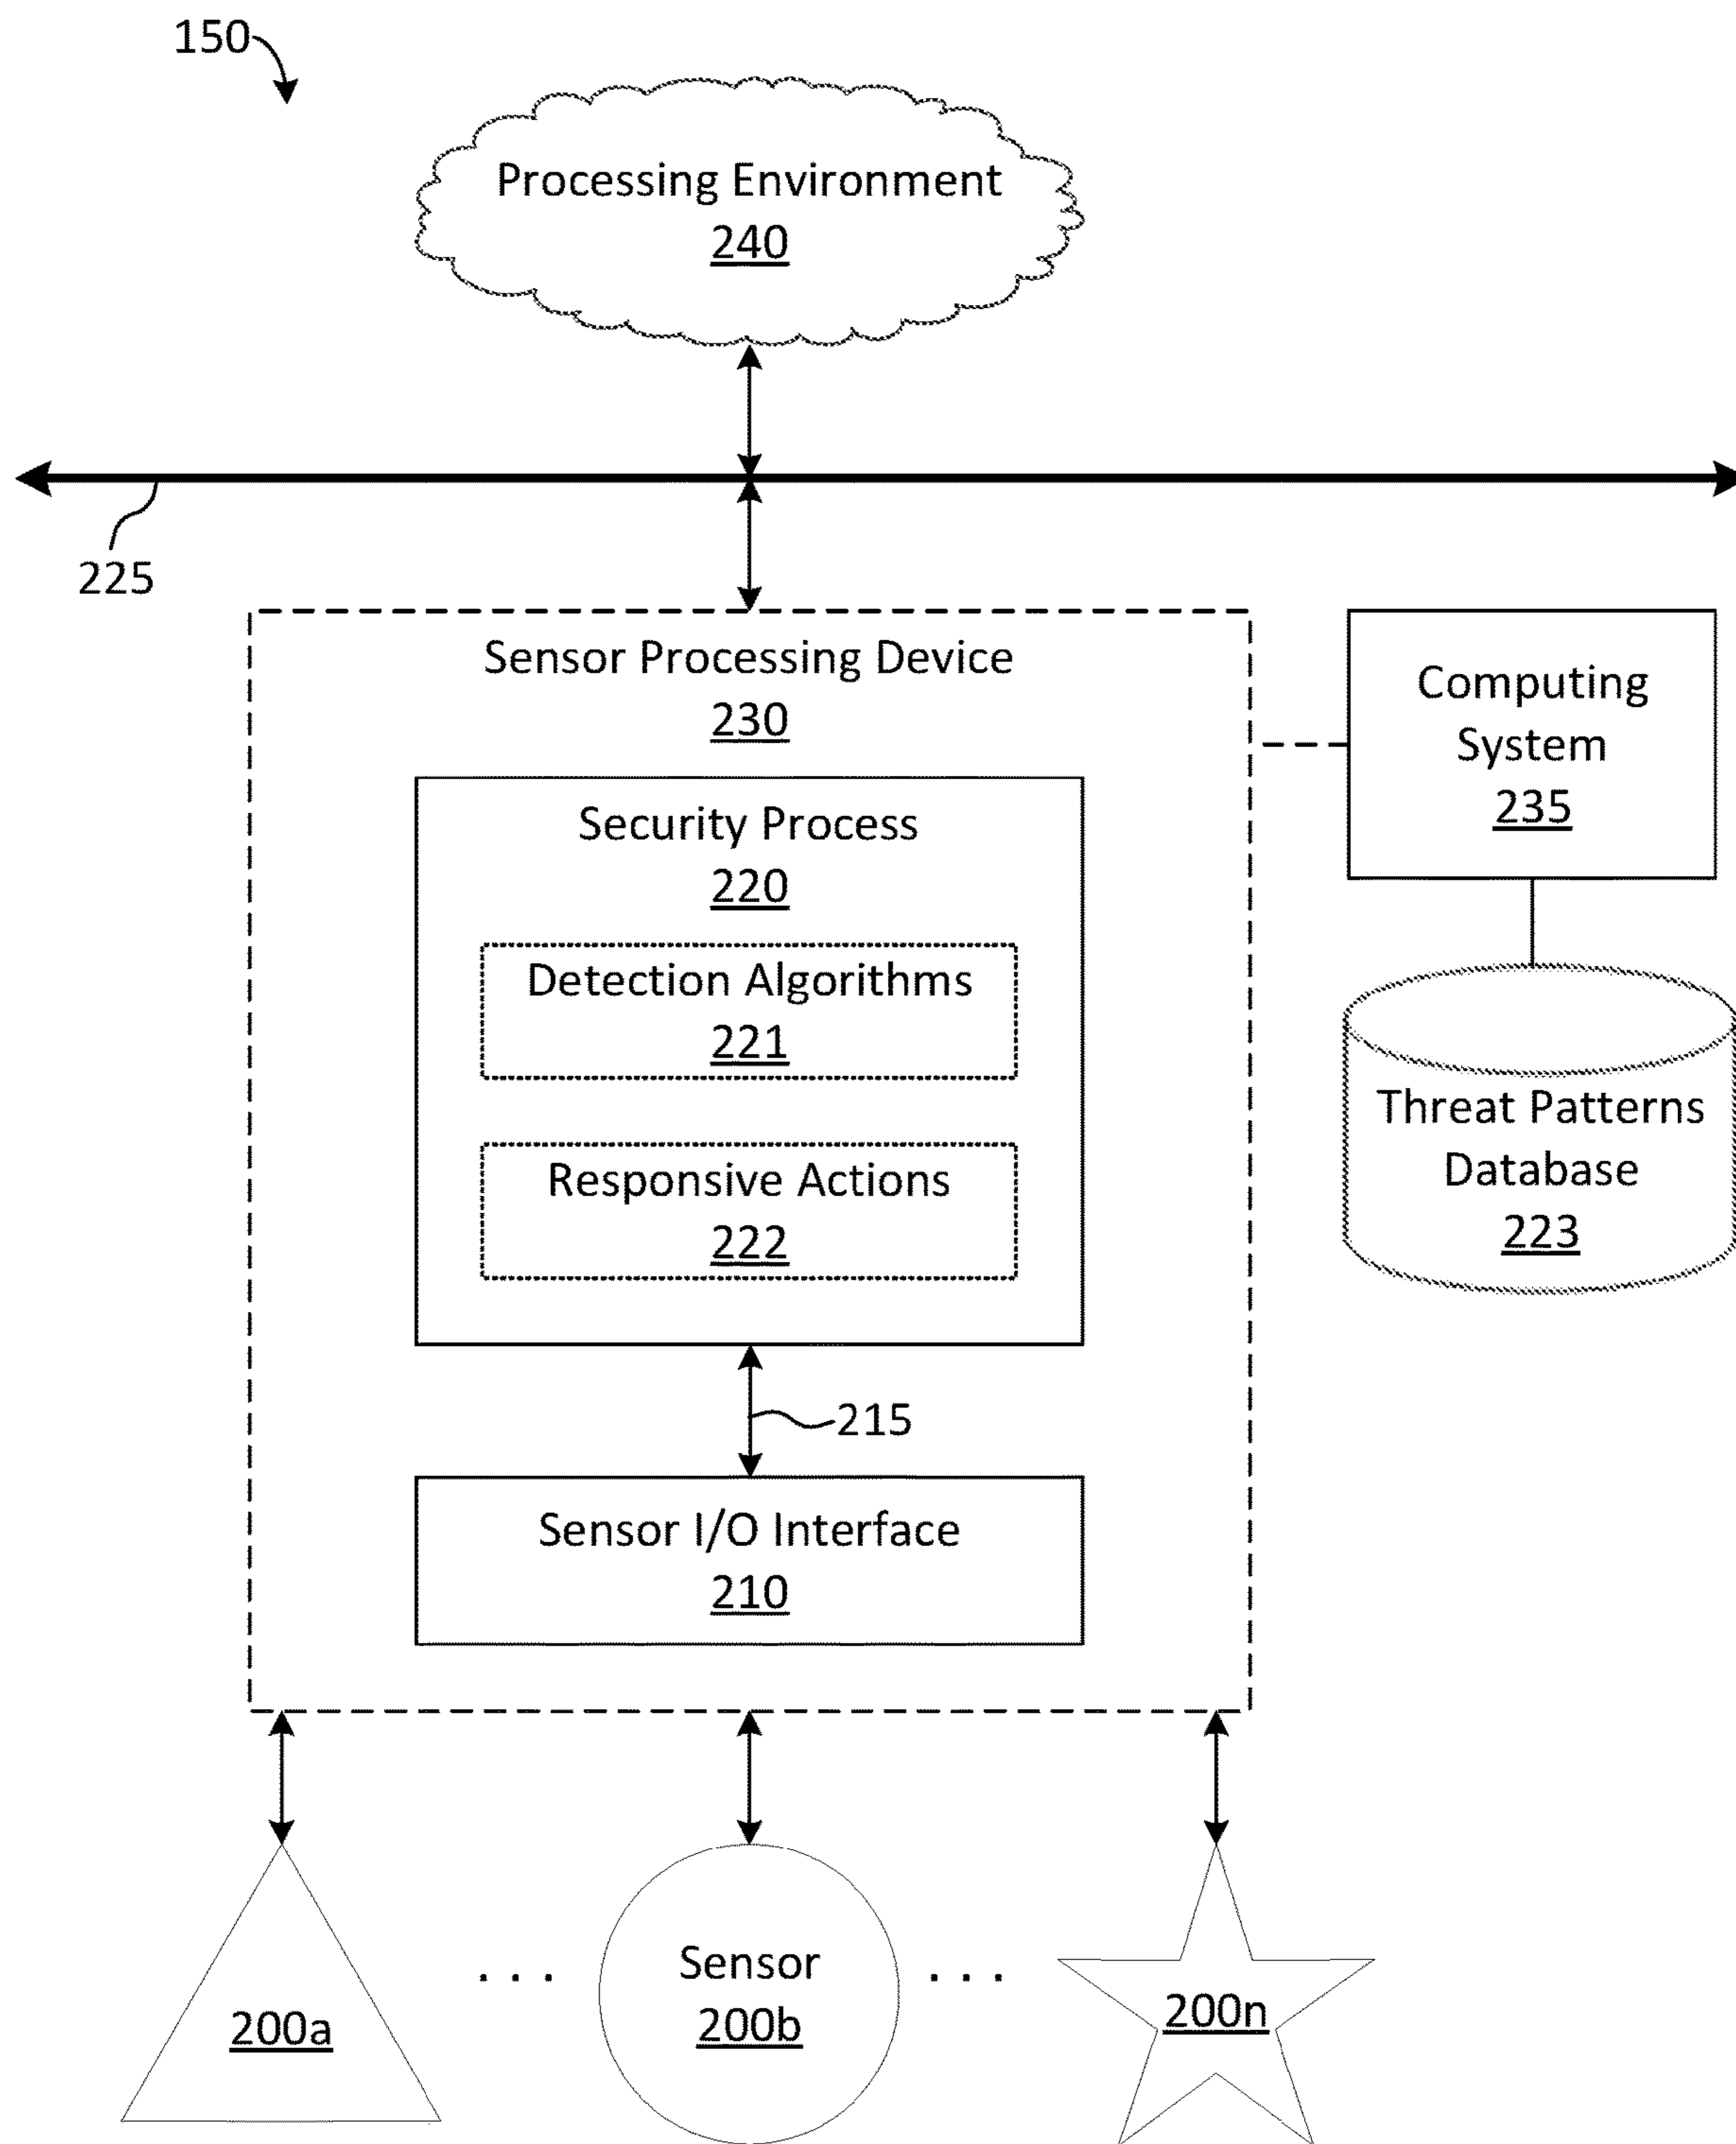 150
Processing Environment
240
225
Sensor Processing Device
230
Computing
System
235
Security Process
220
Detection Algorithms
221
Responsive Actions
222
Threat Patterns
Database
223
215
Sensor I/O Interface
210
200a
. . .
Sensor
200b
. . .
200n